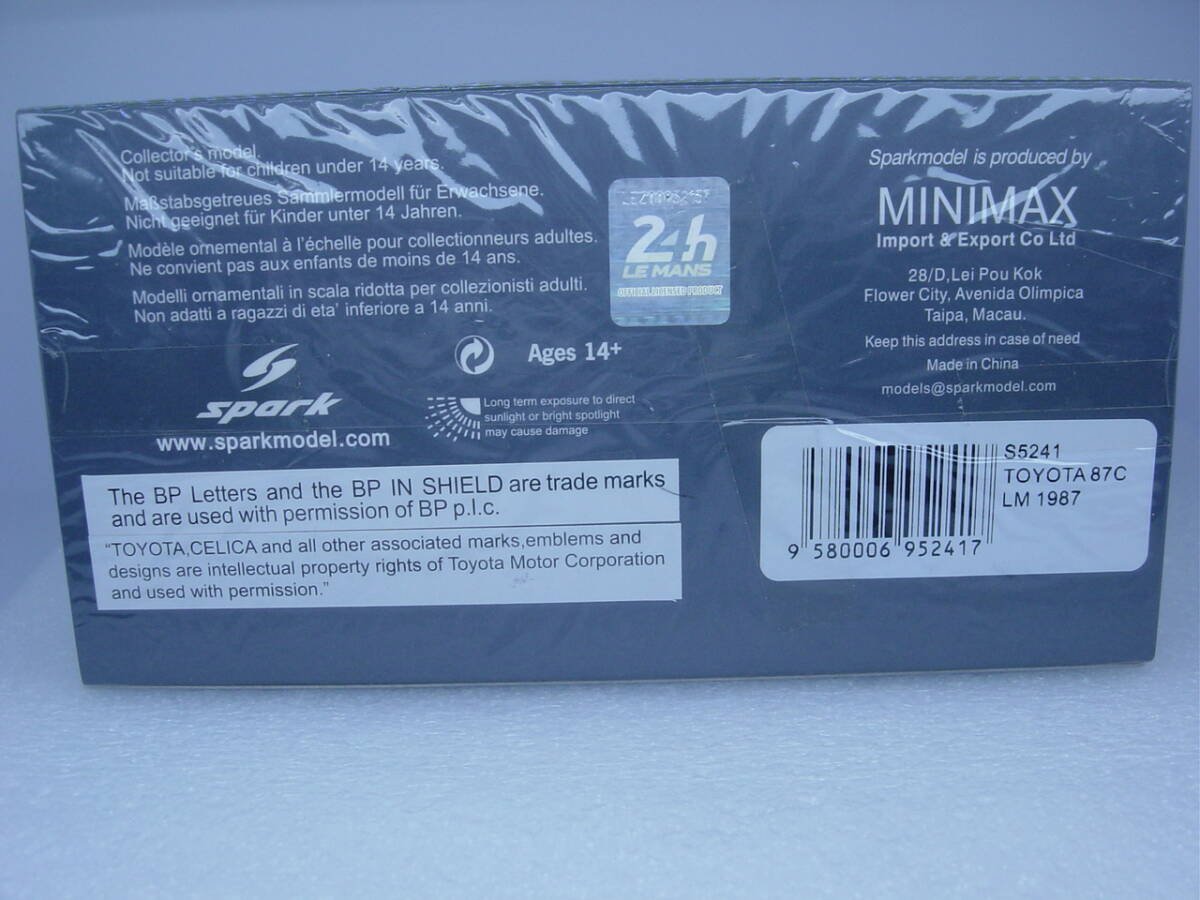 Collector's model.
Not suitable for children under 14 years.
Maßstabsgetreues Sammlermodell für Erwachsene.
Nicht geeignet für Kinder unter 14 Jahren.
Modèle ornemental à l'échelle pour collectionneurs adultes.
Ne convient pas aux enfants de moins de 14 ans.
Modelli ornamentali in scala ridotta per collezionisti adulti.
Non adatti a ragazzi di eta' inferiore a 14 anni.
Ages 14+
spark
www.sparkmodel.com
Long term exposure to direct
sunlight or bright spotlight
may cause damage
24h
LE MANS
OFFICIAL LICENSED PRODUCT
Sparkmodel is produced by
MINIMAX
Import & Export Co Ltd
28/D, Lei Pou Kok
Flower City, Avenida Olimpica
Taipa, Macau.
Keep this address in case of need
Made in China
models@sparkmodel.com
The BP Letters and the BP IN SHIELD are trade marks
and are used with permission of BP p.l.c.
“TOYOTA,CELICA and all other associated marks,emblems and
designs are intellectual property rights of Toyota Motor Corporation
and used with permission.”
S5241
TOYOTA 87C
LM 1987
9 580006 952417